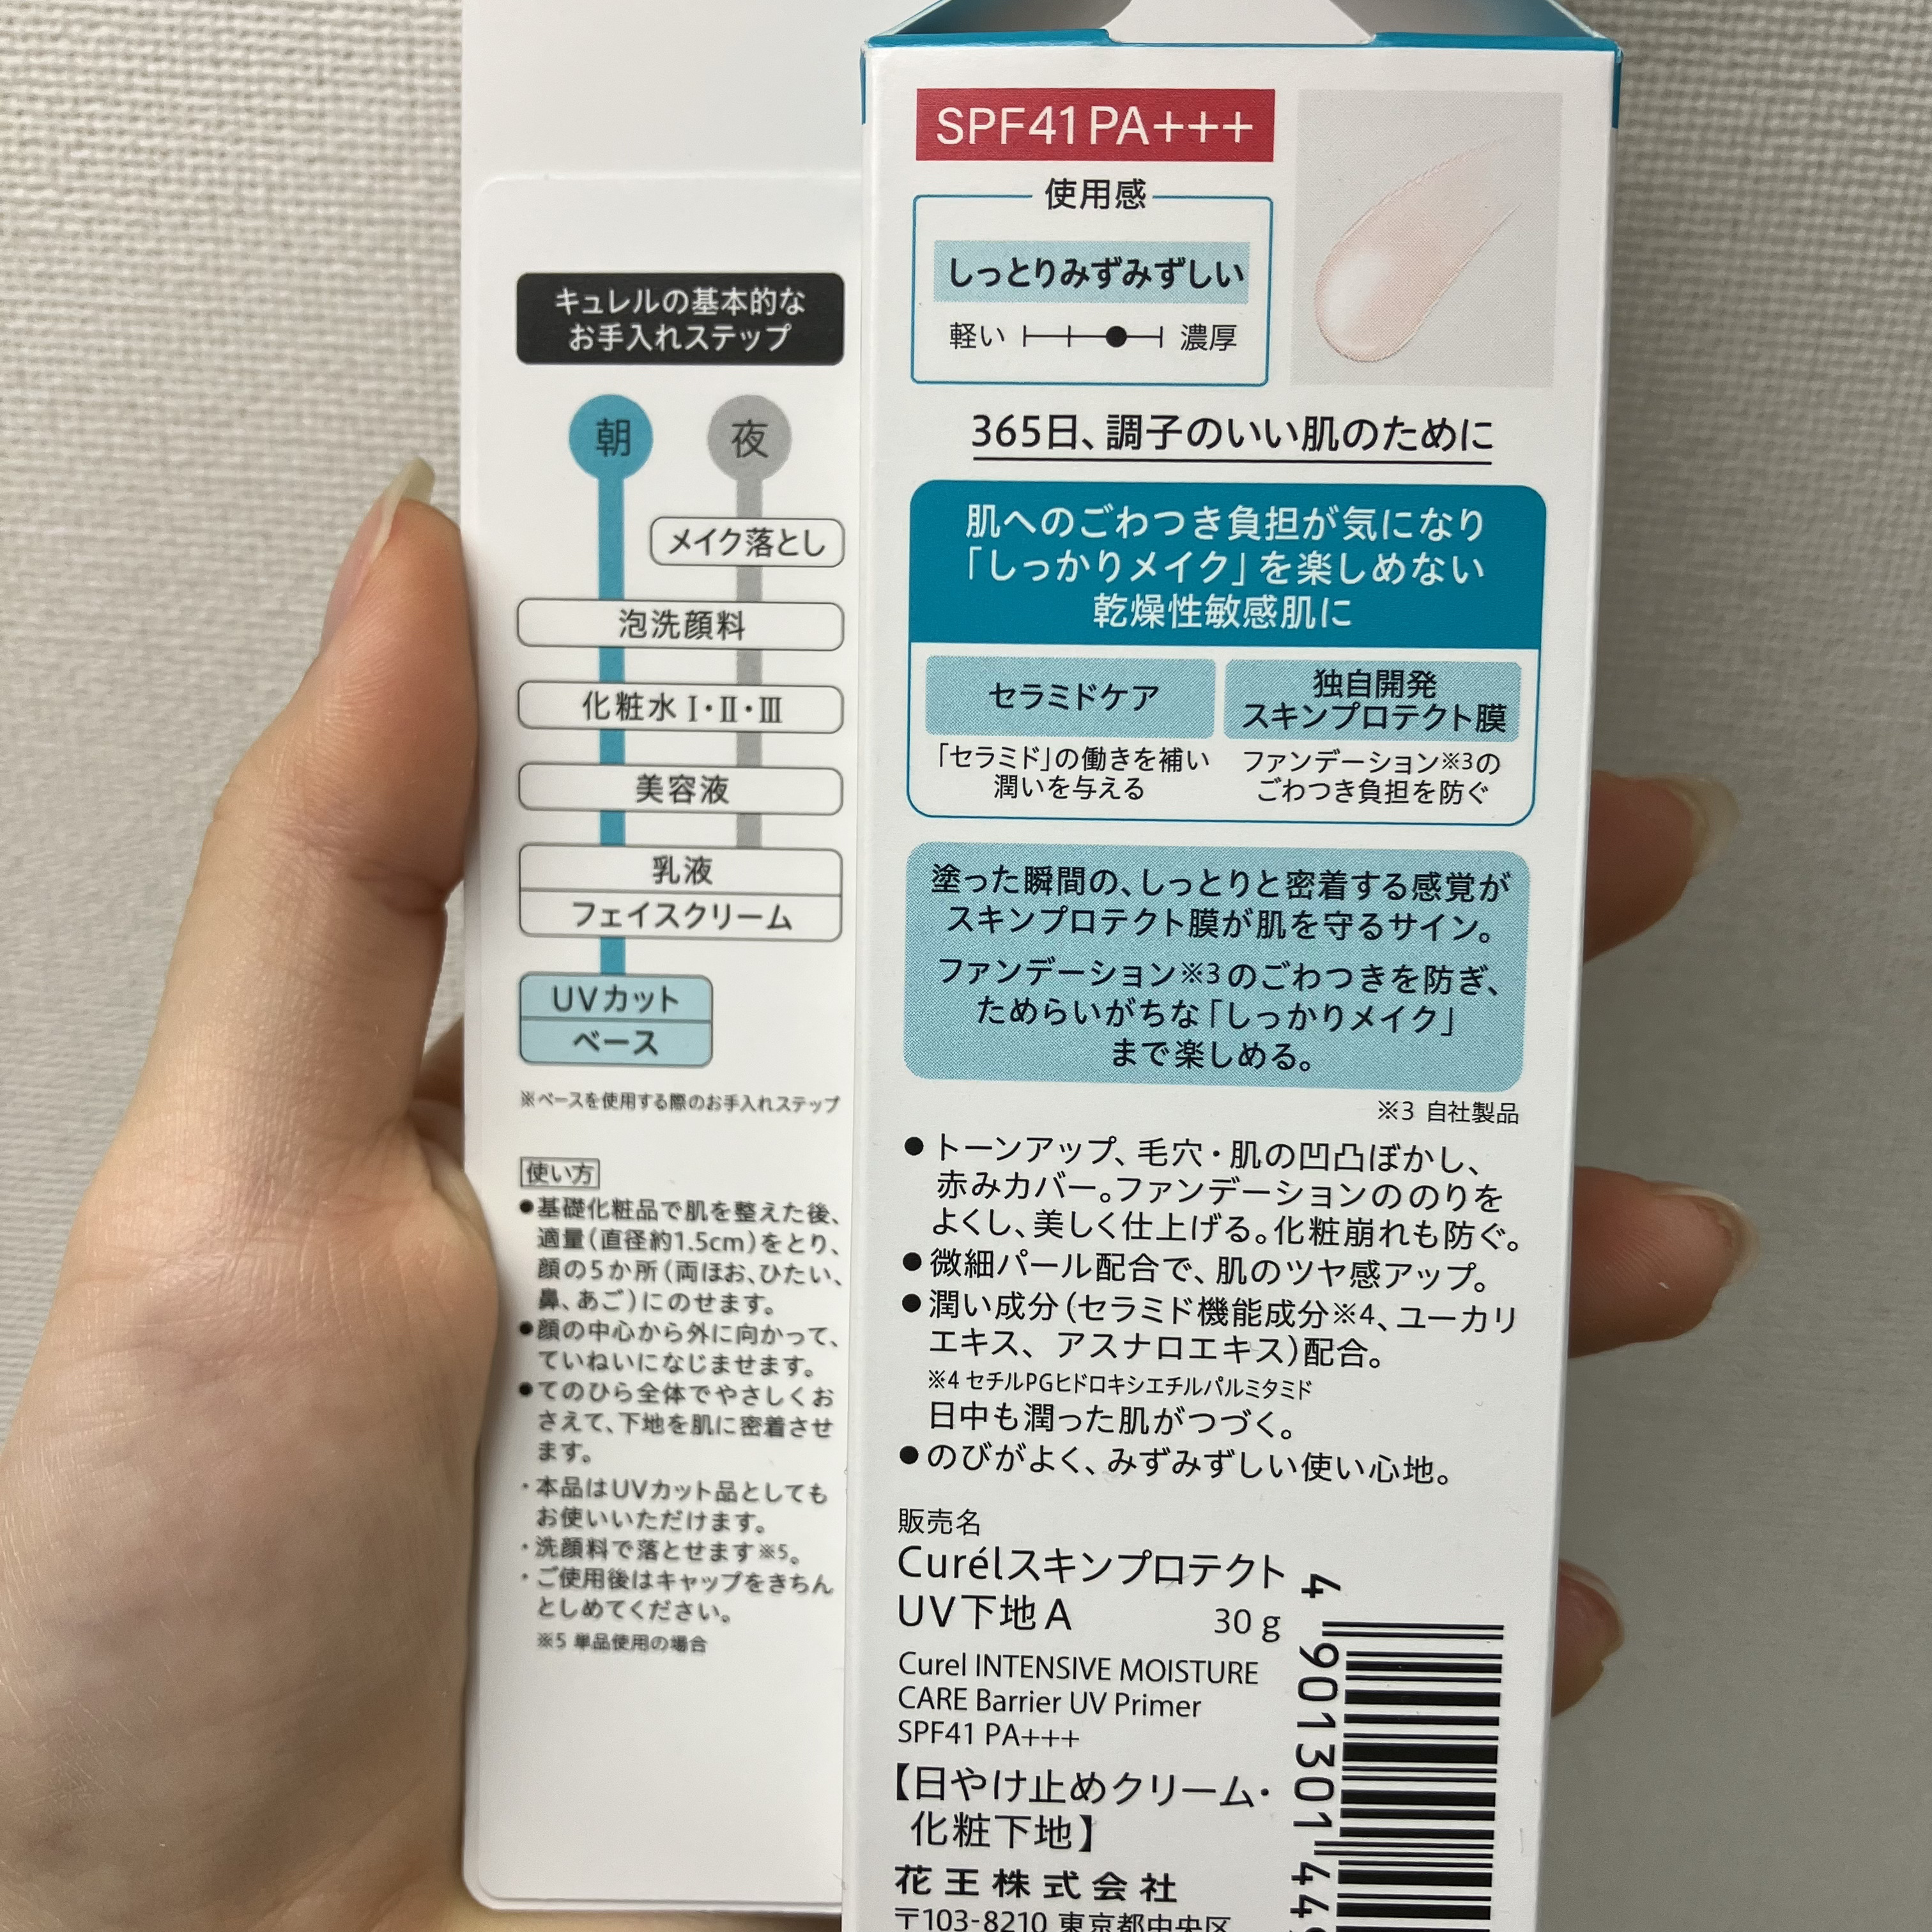 キュレルの基本的な
お手入れステップ
朝
夜
メイク落とし
泡洗顔料
化粧水Ⅰ・Ⅱ・Ⅲ
美容液
乳液
フェイスクリーム
UVカット
ベース
※ベースを使用する際のお手入れステップ
使い方
●基礎化粧品で肌を整えた後、
適量(直径約1.5cm)をとり、
顔の5か所(両ほお、ひたい、
鼻、あご)にのせます。
●顔の中心から外に向かって、
ていねいになじませます。
●てのひら全体でやさしくお
さえて、下地を肌に密着させ
ます。
・本品はUVカット品としても
お使いいただけます。
・洗顔料で落とせます※5。
・ご使用後はキャップをきちん
としめてください。
※5 単品使用の場合
SPF41 PA+++
使用感
しっとりみずみずしい
軽い 濃厚
365日、調子のいい肌のために
肌へのごわつき負担が気になり
「しっかりメイク」を楽しめない
乾燥性敏感肌に
セラミドケア
「セラミド」の働きを補い
潤いを与える
独自開発
スキンプロテクト膜
ファンデーション※3の
ごわつき負担を防ぐ
塗った瞬間の、しっとりと密着する感覚が
スキンプロテクト膜が肌を守るサイン。
ファンデーション※3のごわつきを防ぎ、
ためらいがちな「しっかりメイク」
まで楽しめる。
※3 自社製品
●トーンアップ、毛穴・肌の凹凸ぼかし、
赤みカバー。ファンデーションののりを
よくし、美しく仕上げる。化粧崩れも防ぐ。
●微細パール配合で、肌のツヤ感アップ。
●潤い成分(セラミド機能成分※4、ユーカリ
エキス、アスナロエキス)配合。
※4 セチルPGヒドロキシエチルパルミタミド
日中も潤った肌がつづく。
●のびがよく、みずみずしい使い心地。
販売名
Curélスキンプロテクト
UV下地A 30g
Curel INTENSIVE MOISTURE
CARE Barrier UV Primer
SPF41 PA+++
【日やけ止めクリーム・
化粧下地】
花王株式会社
〒103-8210 東京都中央区
4 901301 44